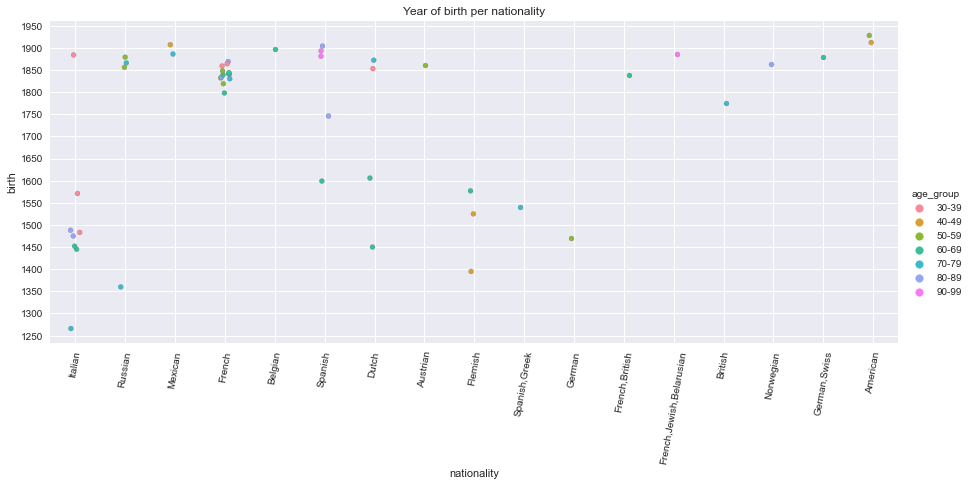 Year of birth per nationality
1950
1900
1850
1800
1750
1700
1650
1600
1550
1500
1450
1400
1350
1300
1250
birth
Italian
Russian
Mexican
French
Belgian
Spanish
Dutch
Austrian
Flemish
Spanish,Greek
German
French,British
French,Jewish,Belarusian
British
Norwegian
German,Swiss
American
nationality
age_group
30-39
40-49
50-59
60-69
70-79
80-89
90-99